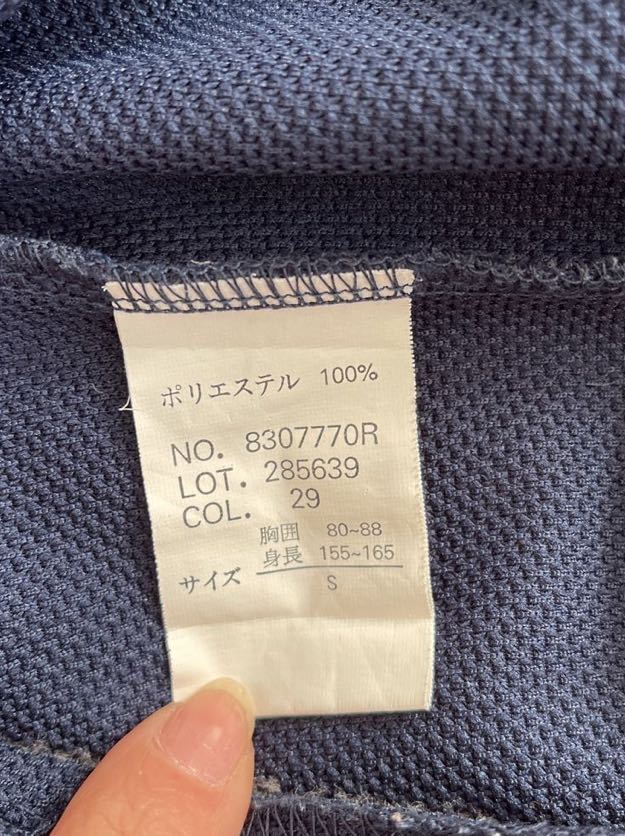 ポリエステル 100%
NO. 8307770R
LOT. 285639
COL. 29
胸囲 80~88
身長 155~165
サイズ S